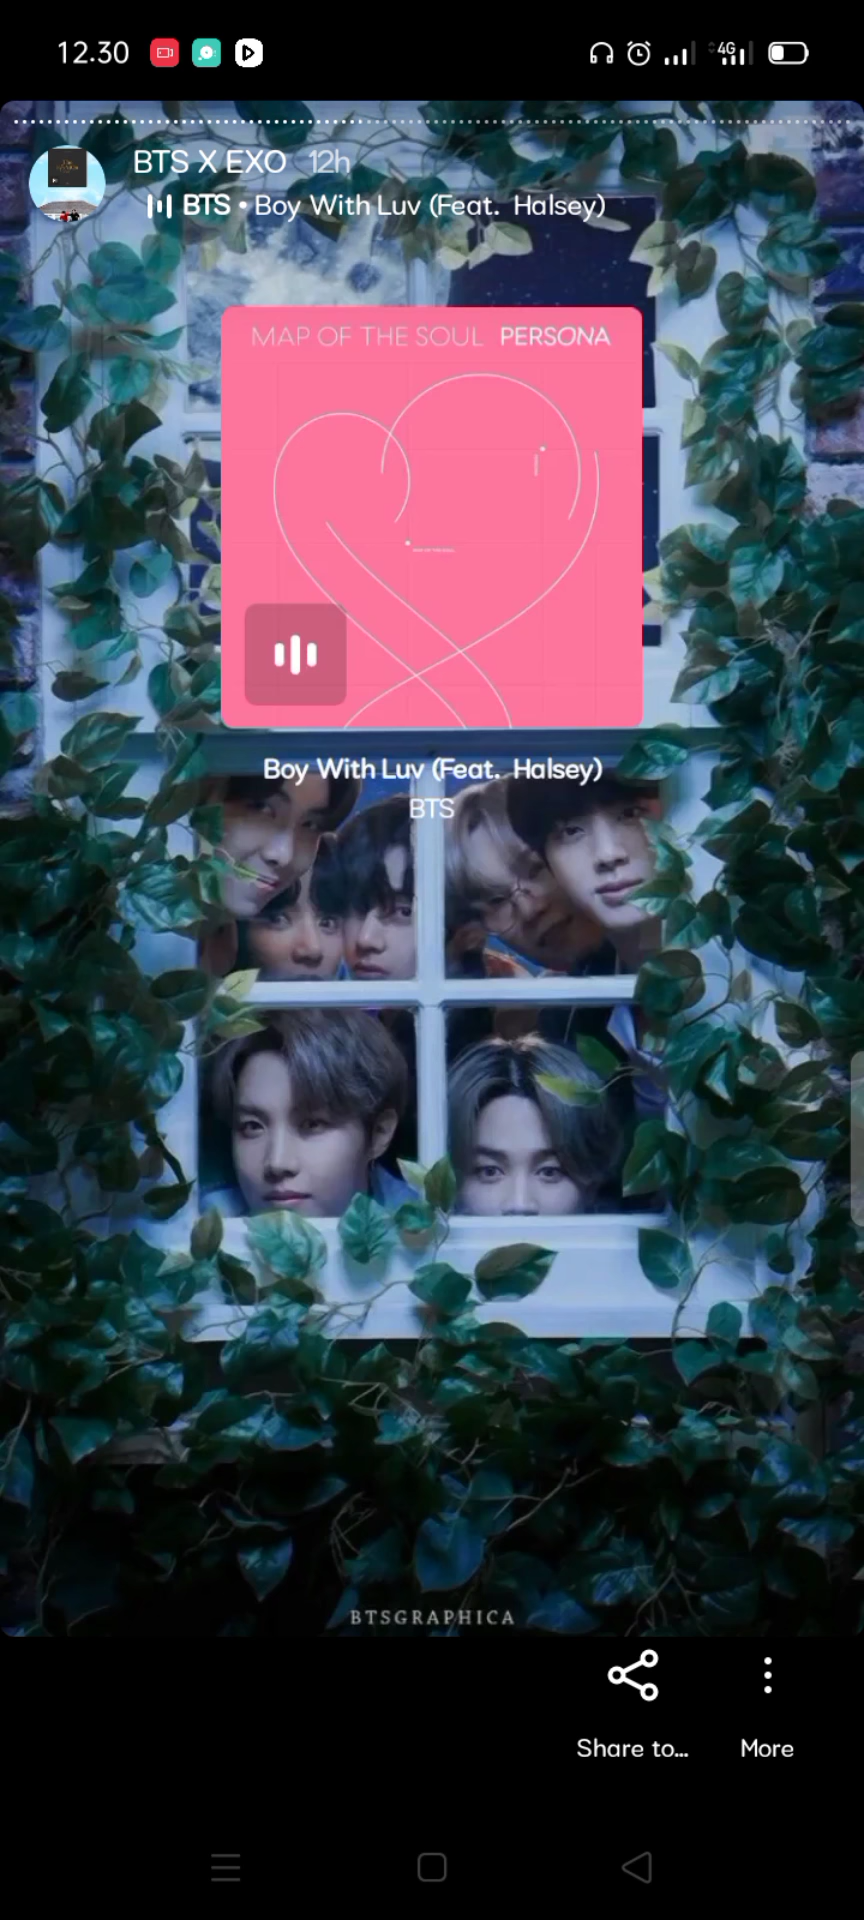 12.30
4G
BTS X EXO 12h
BTS • Boy With Luv (Feat. Halsey)
MAP OF THE SOUL PERSONA
Boy With Luv (Feat. Halsey)
BTS
BTSGRAPHICA
Share to...
More